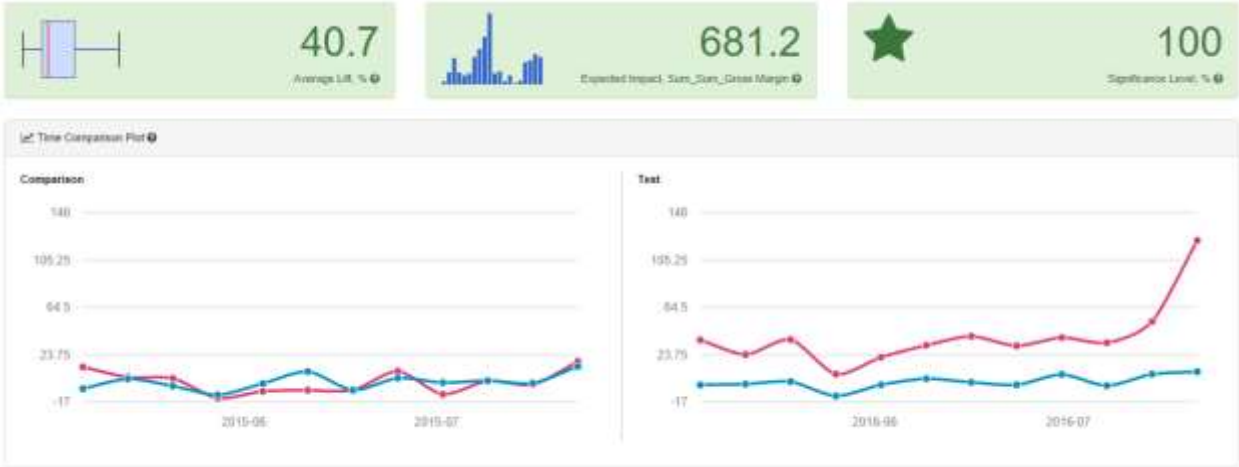 40.7
Average Lift, %
681.2
Expected Impact, Sum_Sum_Gross Margin
100
Significance Level, %
Time Comparison Plot
Comparison
146
105.25
64.5
23.75
-17
2015-06
2015-07
Test
146
105.25
64.5
23.75
-17
2016-06
2016-07